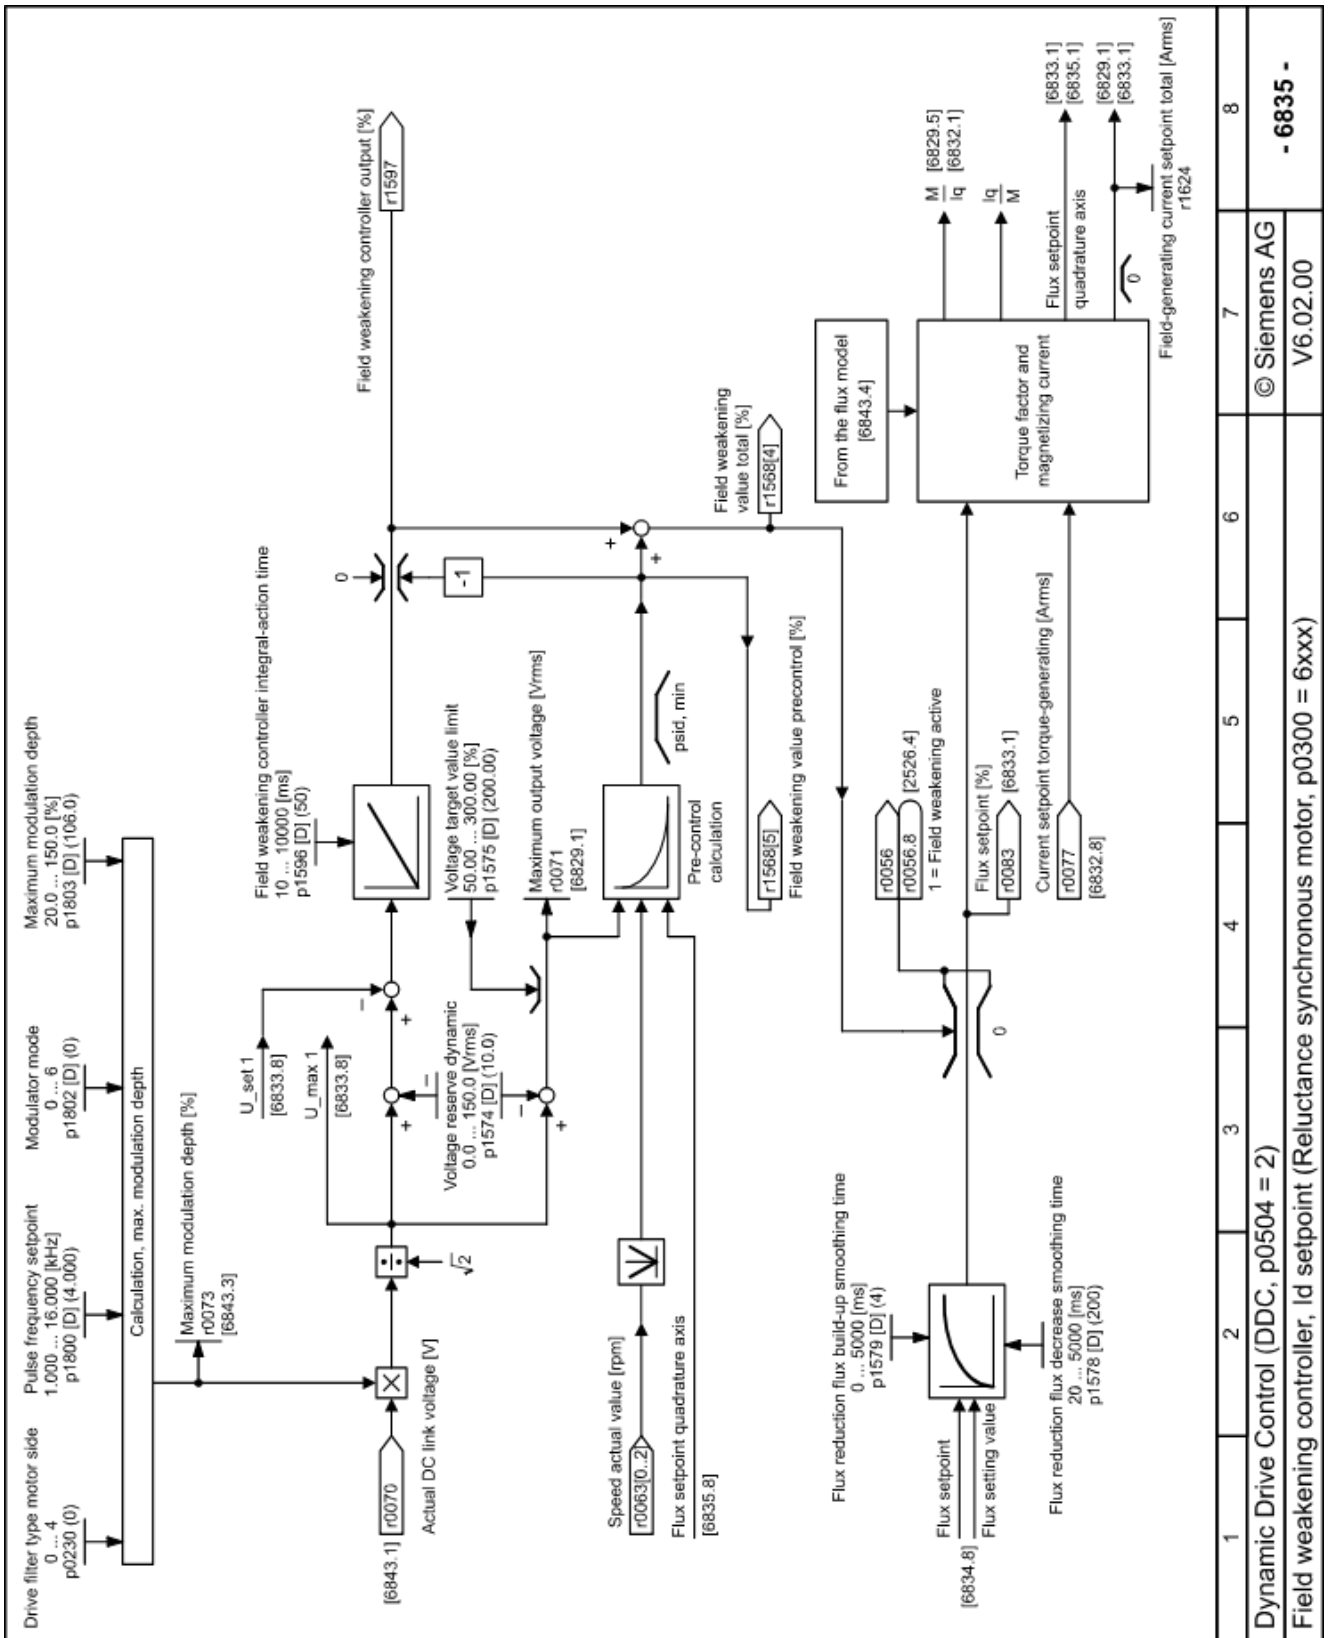 Drive filter type motor side
0 ... 4
p0230 (0)
Pulse frequency setpoint
1.000 ... 16.000 [kHz]
p1800 [D] (4.000)
Modulator mode
0 ... 6
p1802 [D] (0)
Maximum modulation depth
20.0 ... 150.0 [%]
p1803 [D] (106.0)
Calculation, max. modulation depth
Maximum modulation depth [%]
r0073
[6843.3]
U_set 1
[6833.8]
U_max 1
[6833.8]
Field weakening controller integral-action time
10 ... 10000 [ms]
p1596 [D] (50)
0
Field weakening controller output [%]
r1597
[6843.1]
r0070
Actual DC link voltage [V]
√2
+
+
−
−
−
+
Voltage reserve dynamic
0.0 ... 150.0 [Vrms]
p1574 [D] (10.0)
Voltage target value limit
50.00 ... 300.00 [%]
p1575 [D] (200.00)
Maximum output voltage [Vrms]
r0071
[6829.1]
-1
+
+
Speed actual value [rpm]
r0063[0..2]
Flux setpoint quadrature axis
[6835.8]
Pre-control
calculation
psid, min
r1568[5]
Field weakening value precontrol [%]
Field weakening
value total [%]
r1568[4]
Flux reduction flux build-up smoothing time
0 ... 5000 [ms]
p1579 [D] (4)
[6834.8]
Flux setpoint
Flux setting value
Flux reduction flux decrease smoothing time
20 ... 5000 [ms]
p1578 [D] (200)
0
r0056
r0056.8
[2526.4]
1 = Field weakening active
Flux setpoint [%]
r0083
[6833.1]
Current setpoint torque-generating [Arms]
r0077
[6832.8]
From the flux model
[6843.4]
Torque factor and
magnetizing current
M
Iq
[6829.5]
[6832.1]
Iq
M
Flux setpoint
quadrature axis
[6833.1]
[6835.1]
0
[6829.1]
[6833.1]
Field-generating current setpoint total [Arms]
r1624
1 2 3 4 5 6 7 8
Dynamic Drive Control (DDC, p0504 = 2)
© Siemens AG
- 6835 -
Field weakening controller, Id setpoint (Reluctance synchronous motor, p0300 = 6xxx)
V6.02.00